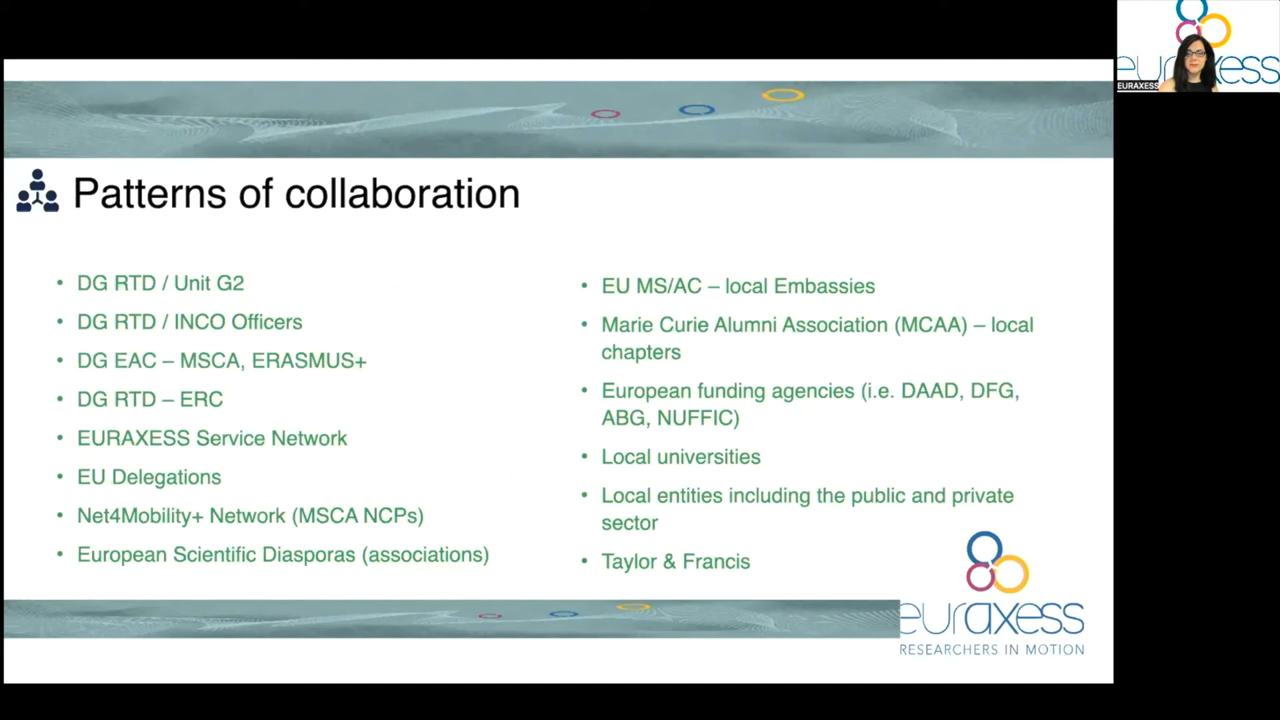 euraxess
EURAXESS
Patterns of collaboration
• DG RTD / Unit G2
• DG RTD / INCO Officers
• DG EAC – MSCA, ERASMUS+
• DG RTD – ERC
• EURAXESS Service Network
• EU Delegations
• Net4Mobility+ Network (MSCA NCPs)
• European Scientific Diasporas (associations)
• EU MS/AC – local Embassies
• Marie Curie Alumni Association (MCAA) – local
chapters
• European funding agencies (i.e. DAAD, DFG,
ABG, NUFFIC)
• Local universities
• Local entities including the public and private
sector
• Taylor & Francis
euraxess
RESEARCHERS IN MOTION